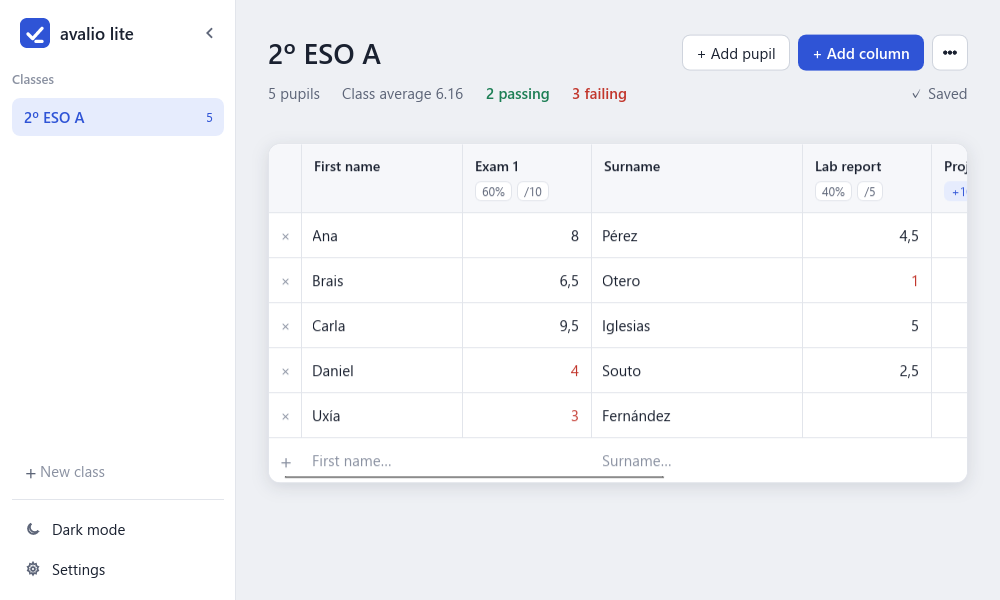 avalio lite
Classes
2º ESO A 5
+ New class
Dark mode
Settings
2º ESO A
+ Add pupil
+ Add column
5 pupils Class average 6.16 2 passing 3 failing
✓ Saved
First name Exam 1 Surname Lab report
60% /10 40% /5
× Ana 8 Pérez 4,5
× Brais 6,5 Otero 1
× Carla 9,5 Iglesias 5
× Daniel 4 Souto 2,5
× Uxía 3 Fernández
+ First name... Surname...